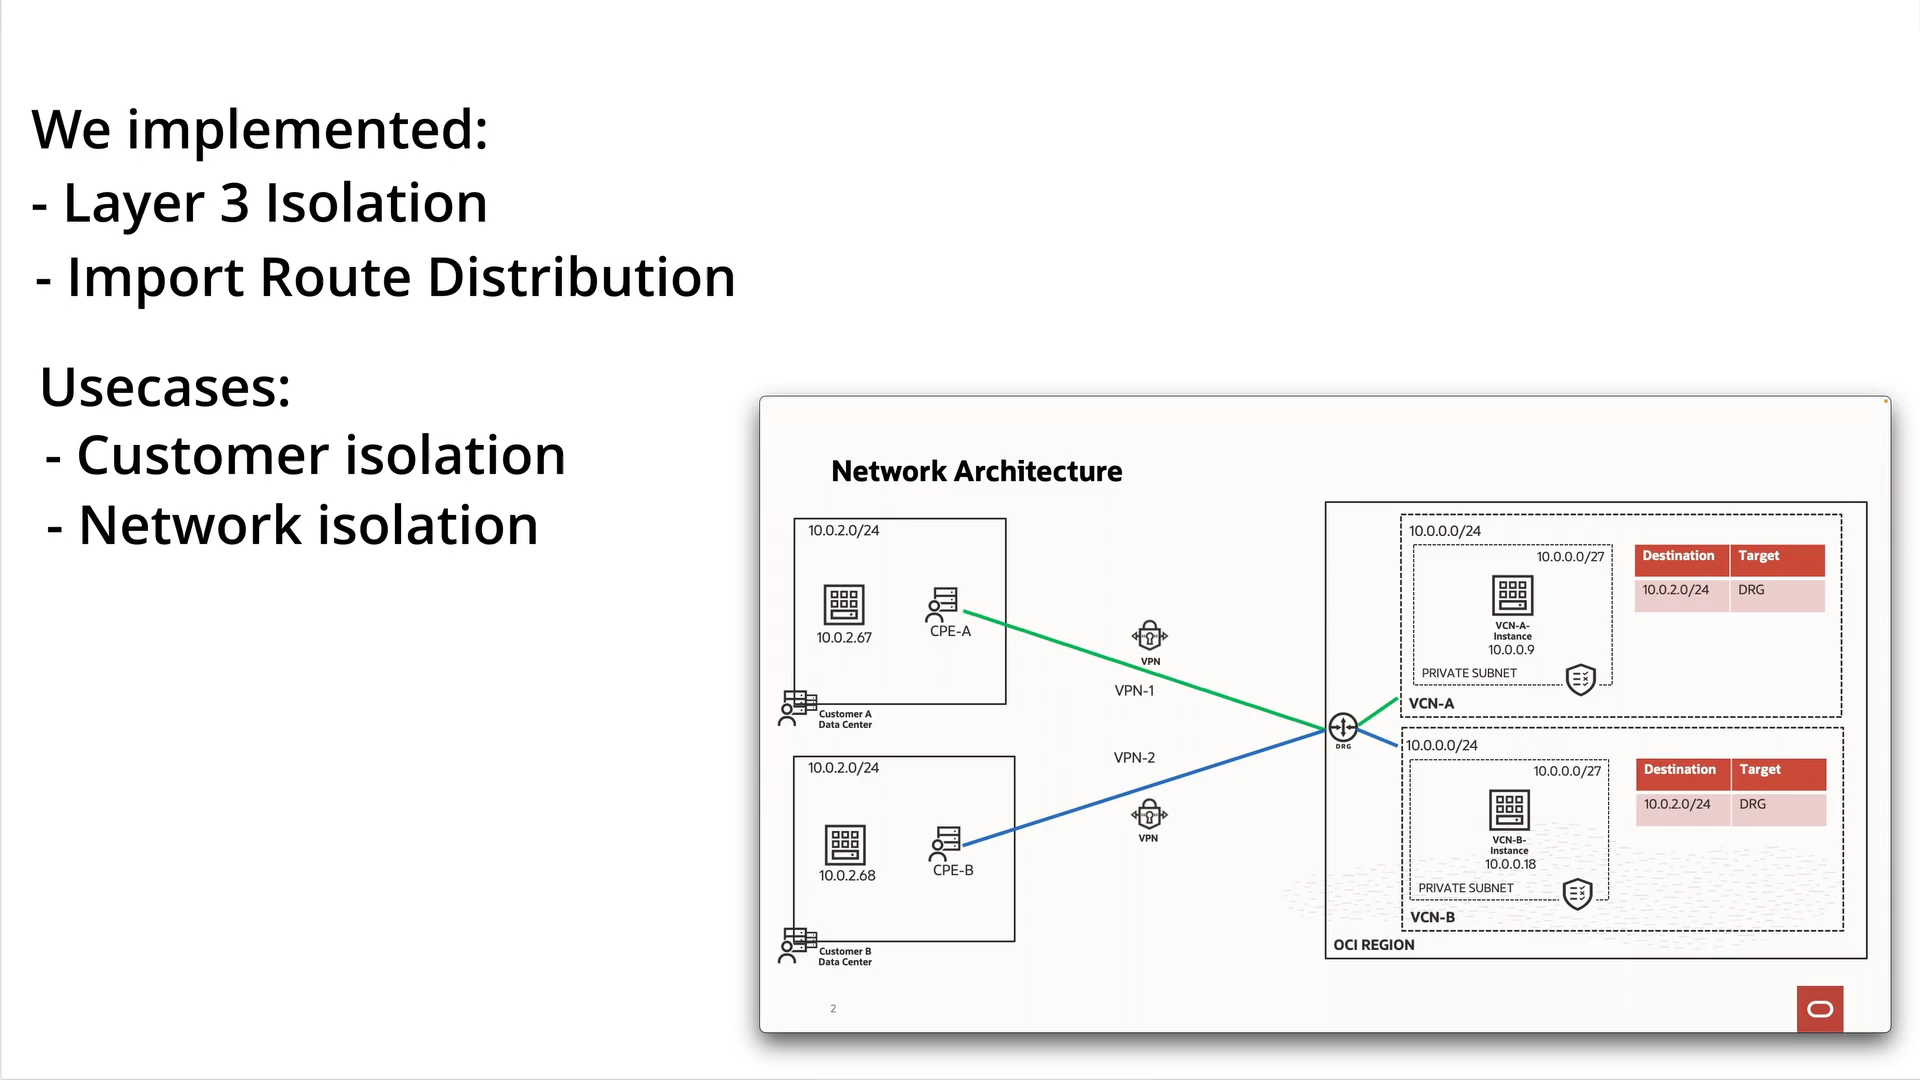 We implemented:
- Layer 3 Isolation
- Import Route Distribution
Usecases:
- Customer isolation
- Network isolation
Network Architecture
10.0.2.0/24
10.0.2.67
CPE-A
Customer A
Data Center
VPN
VPN-1
10.0.2.0/24
10.0.2.68
CPE-B
Customer B
Data Center
VPN-2
VPN
DRG
10.0.0.0/24
10.0.0.0/27
VCN-A-
Instance
10.0.0.9
PRIVATE SUBNET
VCN-A
Destination Target
10.0.2.0/24 DRG
10.0.0.0/24
10.0.0.0/27
VCN-B-
Instance
10.0.0.18
PRIVATE SUBNET
VCN-B
Destination Target
10.0.2.0/24 DRG
OCI REGION
2